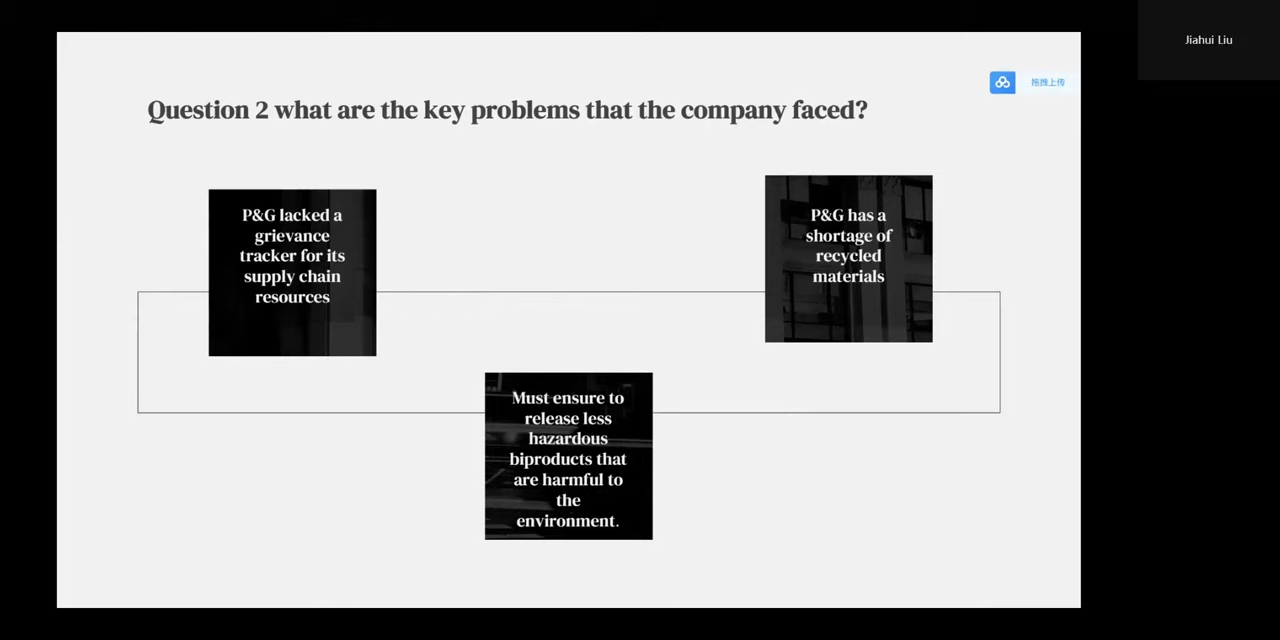 Jiahui Liu
拖拽上传
Question 2 what are the key problems that the company faced?
P&G lacked a
grievance
tracker for its
supply chain
resources
P&G has a
shortage of
recycled
materials
Must ensure to
release less
hazardous
biproducts that
are harmful to
the
environment.